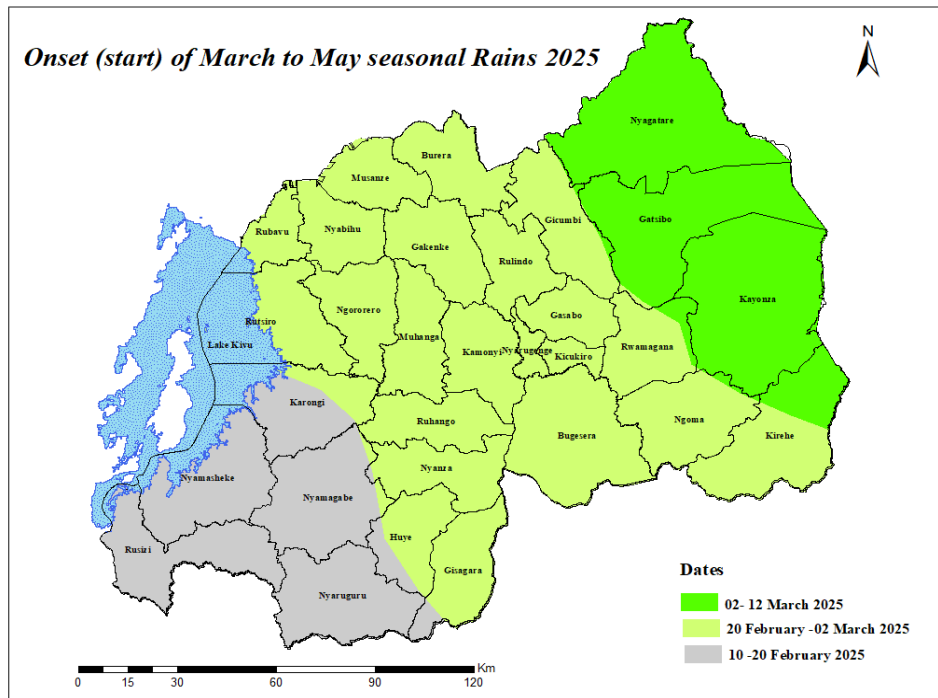 Onset (start) of March to May seasonal Rains 2025
N
Nyagatare
Burera
Musanze
Gatsibo
Gicumbi
Rubavu
Nyabihu
Gakenke
Rulindo
Kayonza
Ngororero
Gasabo
Rutsiro
Muhanga
Lake Kivu
Kamonyi
Nyarugenge
Kicukiro
Rwamagana
Karongi
Ruhango
Ngoma
Bugesera
Kirehe
Nyanza
Nyamasheke
Nyamagabe
Huye
Rusizi
Gisagara
Nyaruguru
Dates
02- 12 March 2025
20 February -02 March 2025
10 -20 February 2025
Km
0 15 30 60 90 120